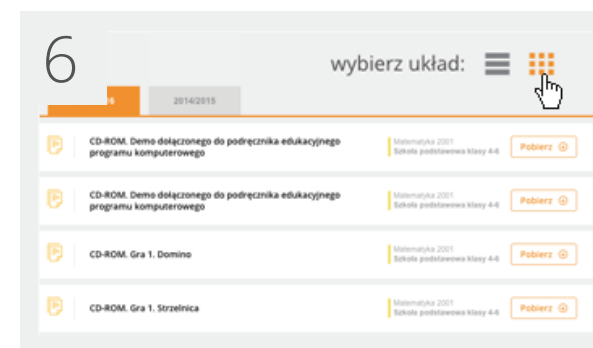 6
wybierz układ:
2014/2015
CD-ROM. Demo dołączonego do podręcznika edukacyjnego
programu komputerowego
Matematyka 2001
Szkoła podstawowa klasy 4-6
Pobierz
CD-ROM. Demo dołączonego do podręcznika edukacyjnego
programu komputerowego
Matematyka 2001
Szkoła podstawowa klasy 4-6
Pobierz
CD-ROM. Gra 1. Domino
Matematyka 2001
Szkoła podstawowa klasy 4-6
Pobierz
CD-ROM. Gra 1. Strzelnica
Matematyka 2001
Szkoła podstawowa klasy 4-6
Pobierz